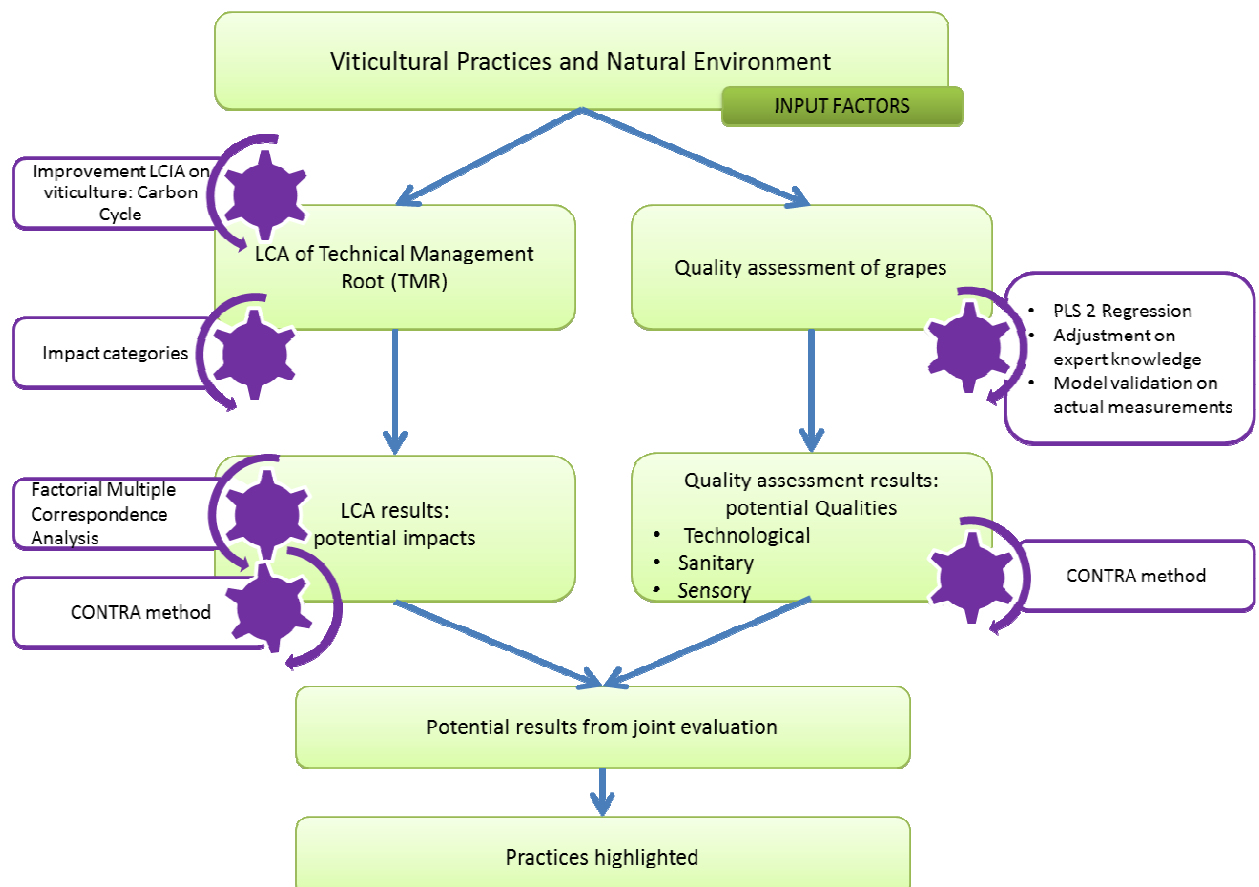 Viticultural Practices and Natural Environment
INPUT FACTORS
Improvement LCIA on
viticulture: Carbon
Cycle
LCA of Technical Management
Root (TMR)
Quality assessment of grapes
Impact categories
• PLS 2 Regression
• Adjustment on
expert knowledge
• Model validation on
actual measurements
Factorial Multiple
Correspondence
Analysis
LCA results:
potential impacts
Quality assessment results:
potential Qualities
• Technological
• Sanitary
• Sensory
CONTRA method
CONTRA method
Potential results from joint evaluation
Practices highlighted